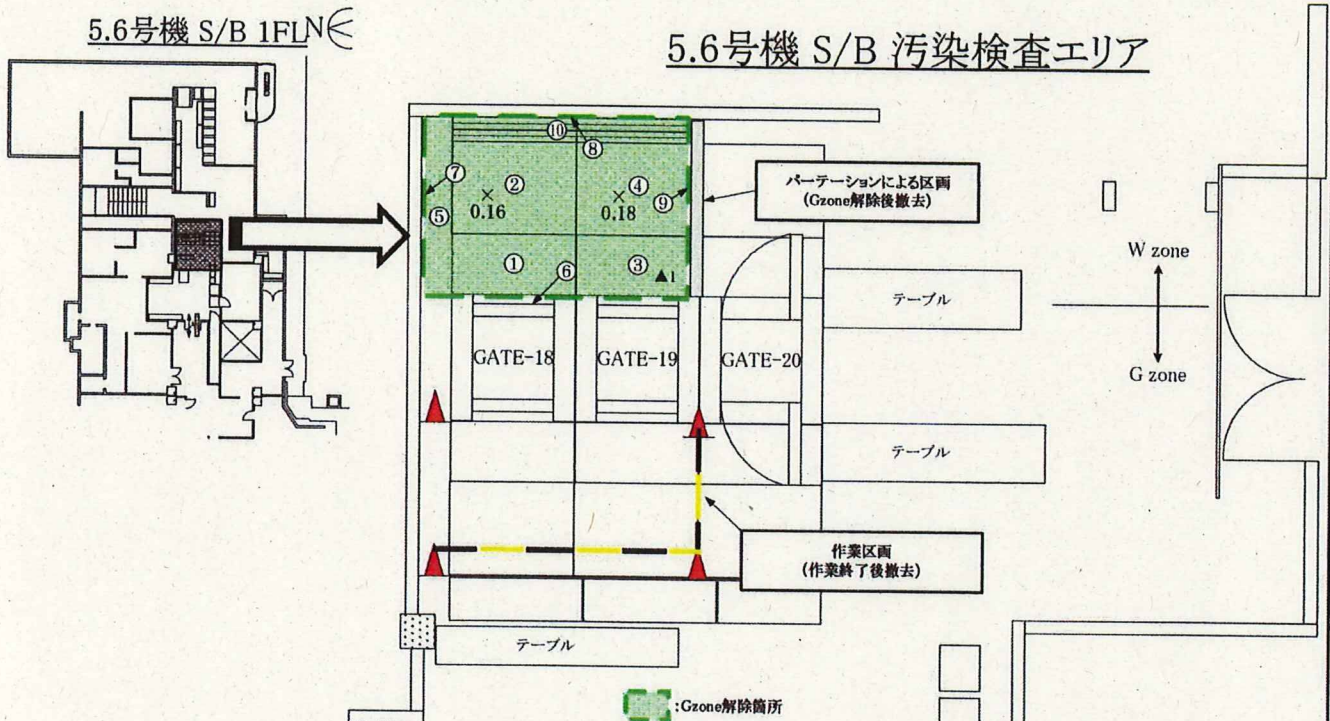 5.6号機 S/B 1FL
N
5.6号機 S/B 汚染検査エリア
⑩
⑧
⑦
②
④
⑨
0.16
0.18
⑤
①
③
⑥
▲1
パーテーションによる区画
(Gzone解除後撤去)
W zone
G zone
テーブル
GATE-18
GATE-19
GATE-20
テーブル
作業区画
(作業終了後撤去)
テーブル
:Gzone解除箇所